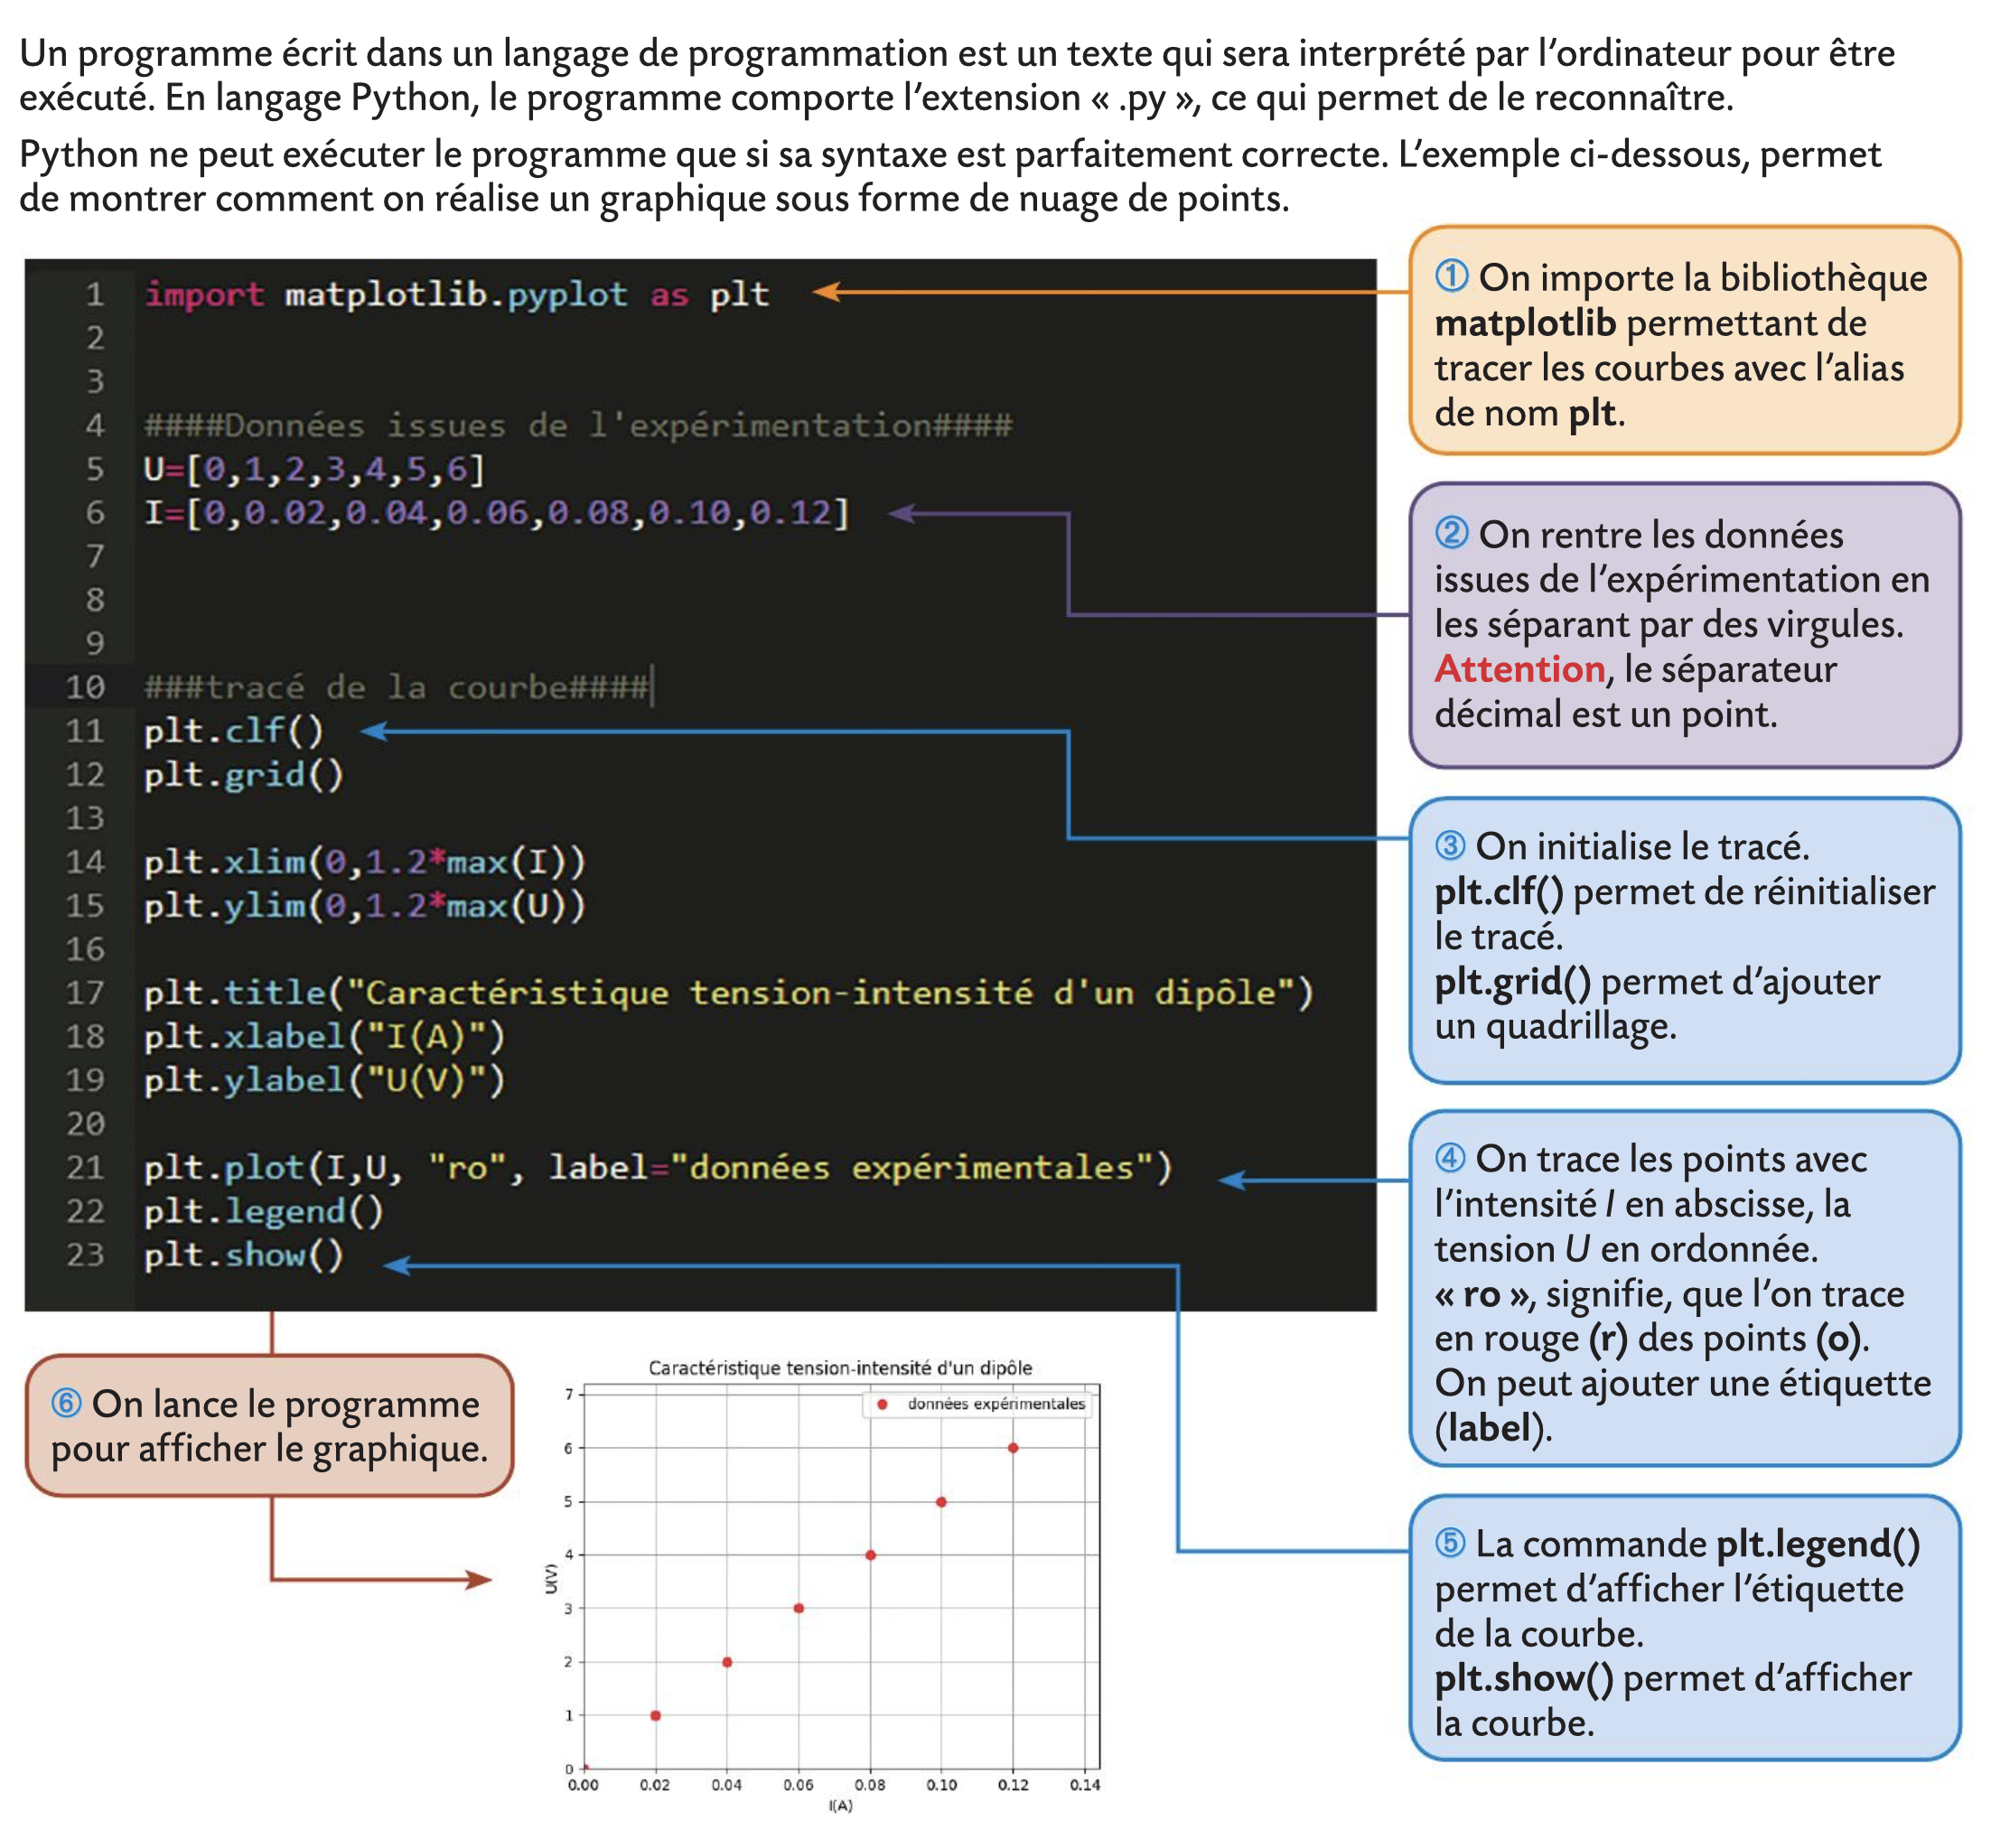 Un programme écrit dans un langage de programmation est un texte qui sera interprété par l'ordinateur pour être
exécuté. En langage Python, le programme comporte l'extension « .py », ce qui permet de le reconnaître.
Python ne peut exécuter le programme que si sa syntaxe est parfaitement correcte. L'exemple ci-dessous, permet
de montrer comment on réalise un graphique sous forme de nuage de points.
1 import matplotlib.pyplot as plt
2
3
4 ####Données issues de l'expérimentation####
5 U=[0,1,2,3,4,5,6]
6 I=[0,0.02,0.04,0.06,0.08,0.10,0.12]
7
8
9
10 ###tracé de la courbe####
11 plt.clf()
12 plt.grid()
13
14 plt.xlim(0,1.2*max(I))
15 plt.ylim(0,1.2*max(U))
16
17 plt.title("Caractéristique tension-intensité d'un dipôle")
18 plt.xlabel("I(A)")
19 plt.ylabel("U(V)")
20
21 plt.plot(I,U, "ro", label="données expérimentales")
22 plt.legend()
23 plt.show()
① On importe la bibliothèque
matplotlib permettant de
tracer les courbes avec l'alias
de nom plt.
② On rentre les données
issues de l'expérimentation en
les séparant par des virgules.
Attention, le séparateur
décimal est un point.
③ On initialise le tracé.
plt.clf() permet de réinitialiser
le tracé.
plt.grid() permet d'ajouter
un quadrillage.
④ On trace les points avec
l'intensité I en abscisse, la
tension U en ordonnée.
« ro », signifie, que l'on trace
en rouge (r) des points (o).
On peut ajouter une étiquette
(label).
⑤ La commande plt.legend()
permet d'afficher l'étiquette
de la courbe.
plt.show() permet d'afficher
la courbe.
⑥ On lance le programme
pour afficher le graphique.
Caractéristique tension-intensité d'un dipôle
données expérimentales
7
6
5
4
3
2
1
0
U(V)
0.00 0.02 0.04 0.06 0.08 0.10 0.12 0.14
I(A)